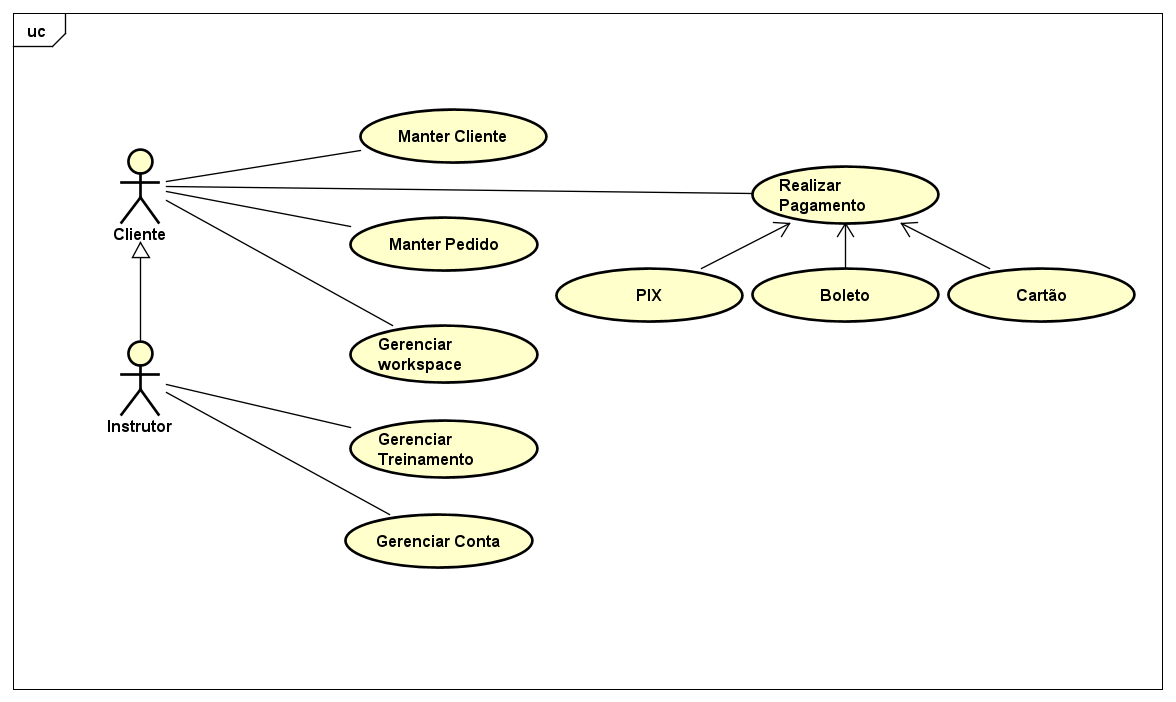 uc
Manter Cliente
Realizar
Pagamento
Cliente
Manter Pedido
PIX
Boleto
Cartão
Gerenciar
workspace
Instrutor
Gerenciar
Treinamento
Gerenciar Conta